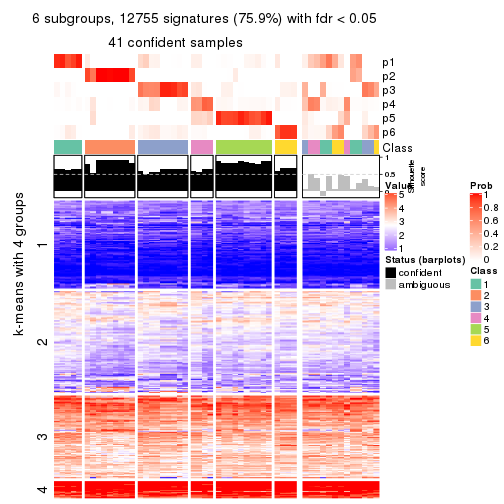 6 subgroups, 12755 signatures (75.9%) with fdr < 0.05
41 confident samples
p1
p2
p3
p4
p5
p6
Class
1
0.5
0
Silhouette
score
k-means with 4 groups
1
2
3
4
Value
5
4
3
2
1
Status (barplots)
confident
ambiguous
Prob
1
0.8
0.6
0.4
0.2
0
Class
1
2
3
4
5
6